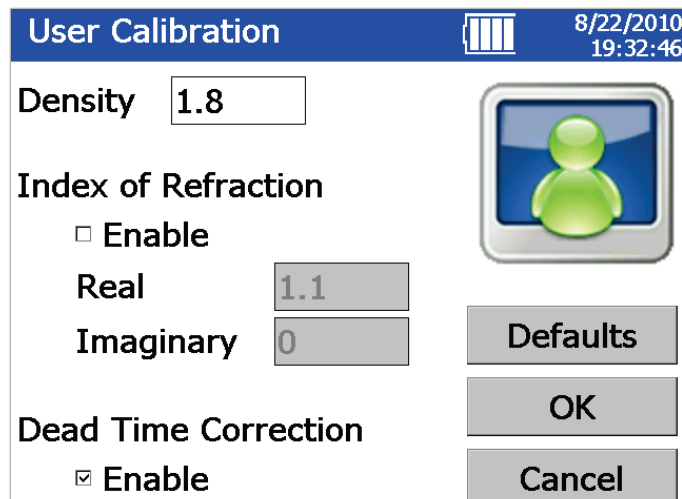 User Calibration
8/22/2010
19:32:46
Density 1.8
Index of Refraction
Enable
Real 1.1
Imaginary 0
Defaults
OK
Dead Time Correction
Enable
Cancel